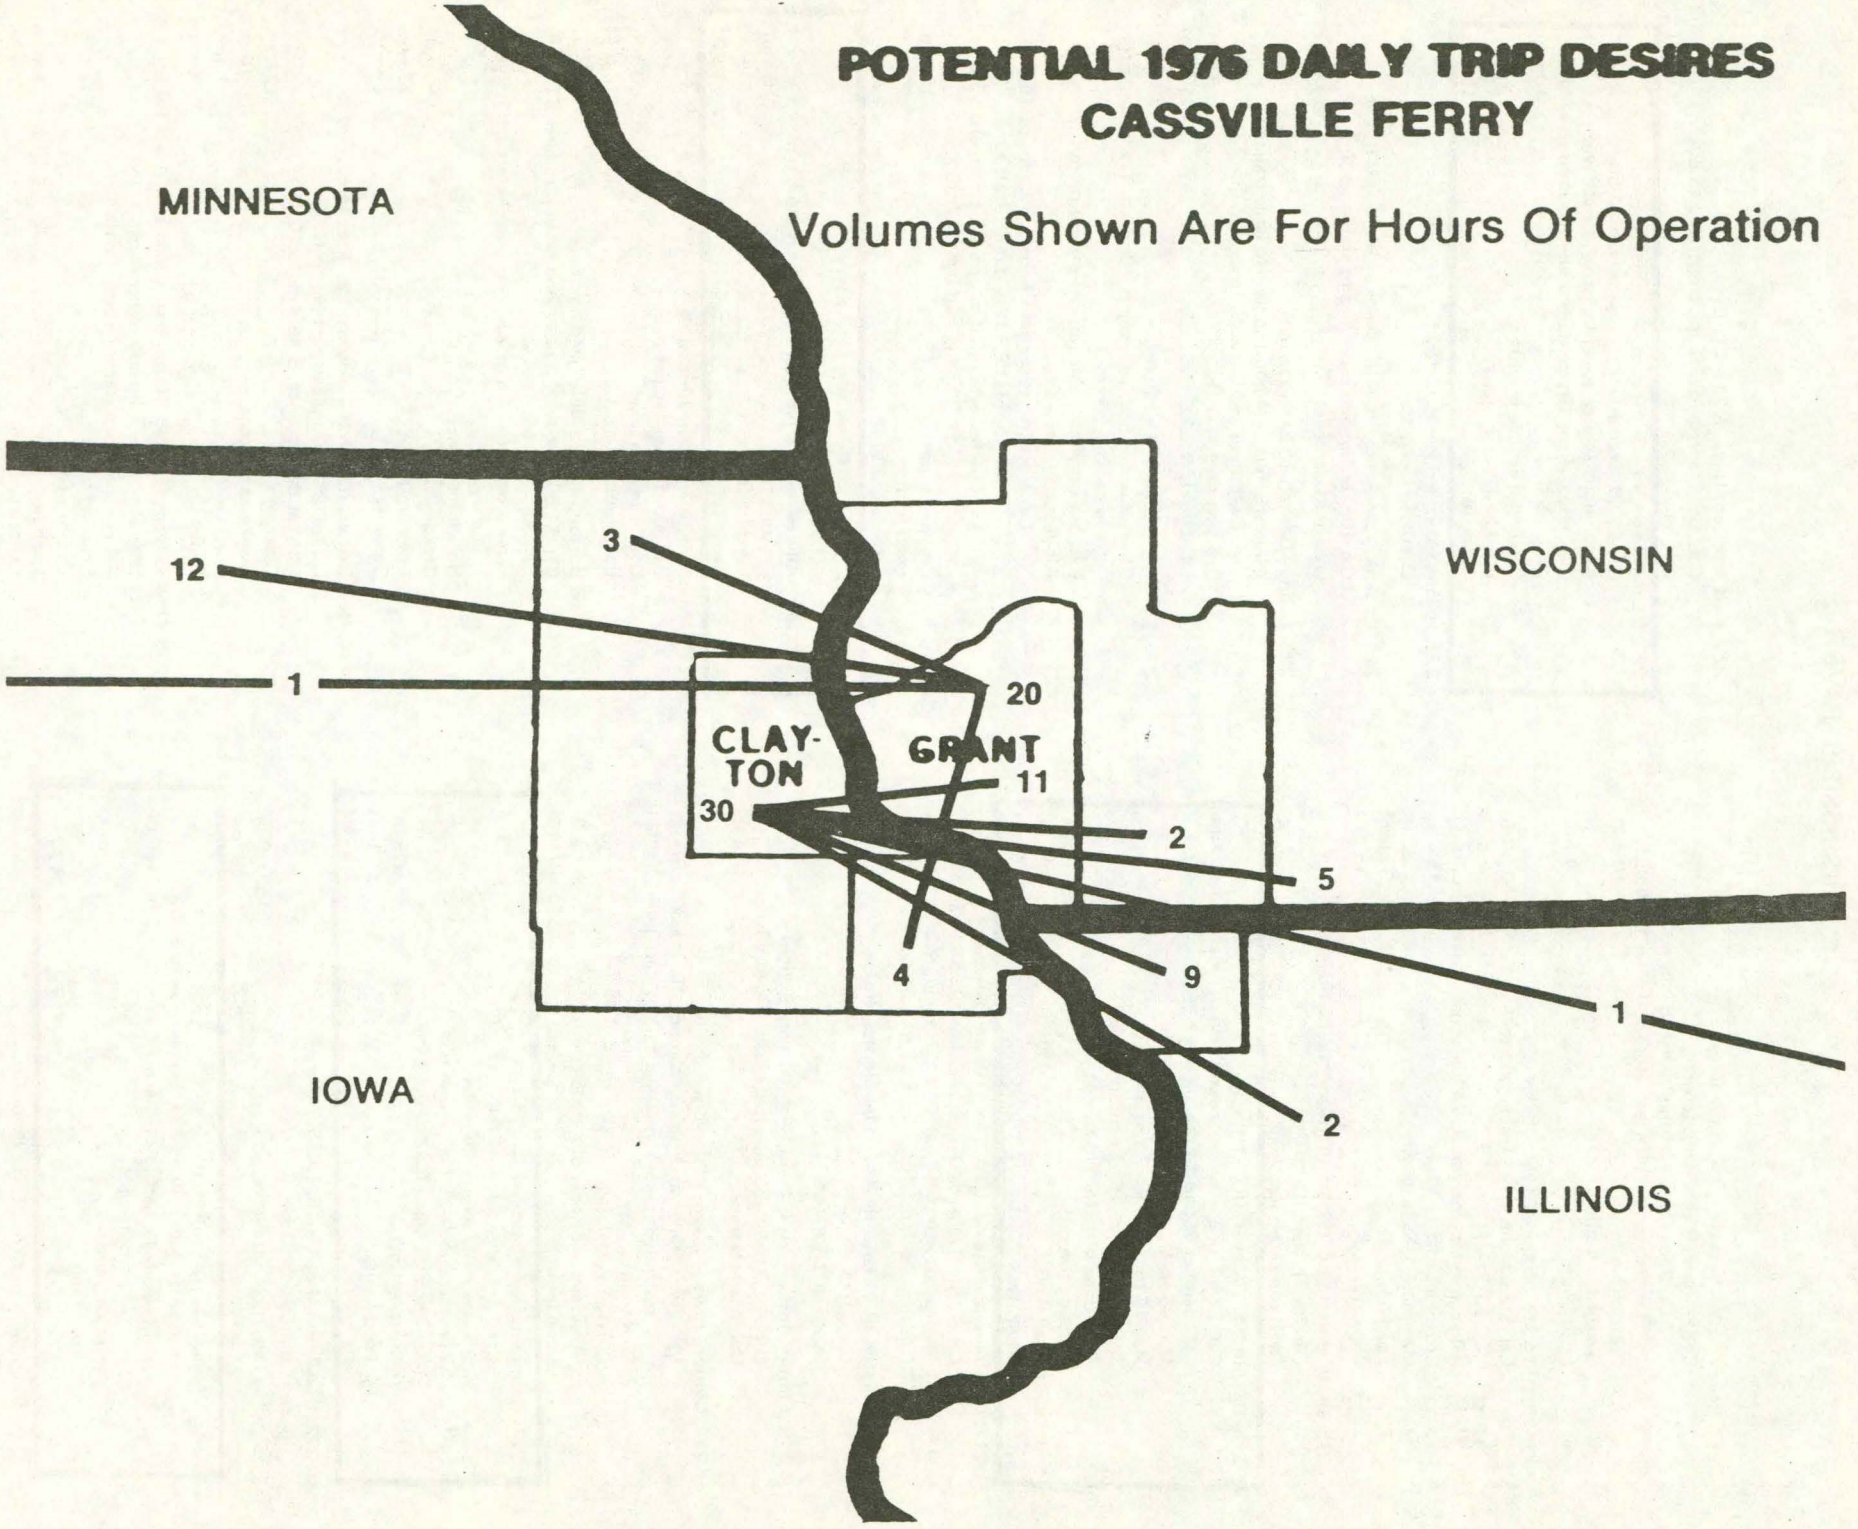 POTENTIAL 1976 DAILY TRIP DESIRES
CASSVILLE FERRY
MINNESOTA
Volumes Shown Are For Hours Of Operation
3
12
WISCONSIN
1
20
CLAY-
TON
GRANT
11
30
2
5
4
9
1
IOWA
2
ILLINOIS